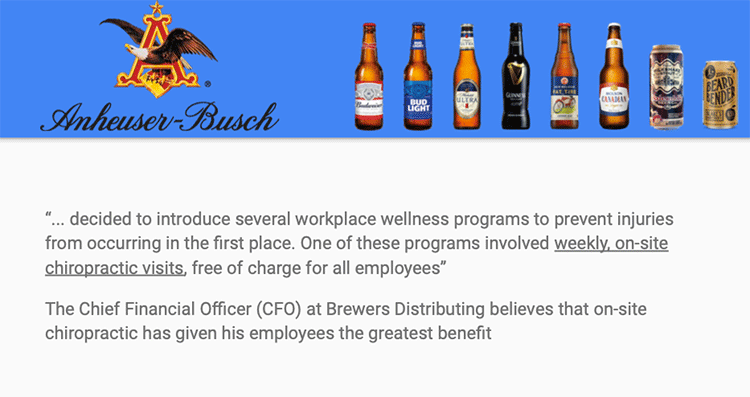 Anheuser-Busch
Budweiser
BUD
LIGHT
ULTRA
GUINNESS
FAT TIRE
CANADIAN
BEARD
BENDER
“... decided to introduce several workplace wellness programs to prevent injuries
from occurring in the first place. One of these programs involved weekly, on-site
chiropractic visits, free of charge for all employees”
The Chief Financial Officer (CFO) at Brewers Distributing believes that on-site
chiropractic has given his employees the greatest benefit